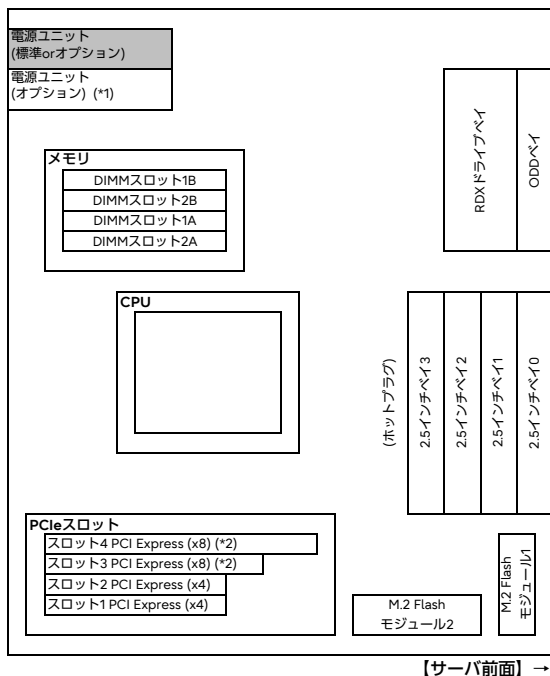 電源ユニット
(標準orオプション)
電源ユニット
(オプション) (*1)
メモリ
DIMMスロット1B
DIMMスロット2B
DIMMスロット1A
DIMMスロット2A
RDXドライブベイ
ODDベイ
CPU
(ホットプラグ)
2.5インチベイ3
2.5インチベイ2
2.5インチベイ1
2.5インチベイ0
PCIeスロット
スロット4 PCI Express (x8) (*2)
スロット3 PCI Express (x8) (*2)
スロット2 PCI Express (x4)
スロット1 PCI Express (x4)
M.2 Flash
モジュール2
M.2 Flash
モジュール1
【サーバ前面】→